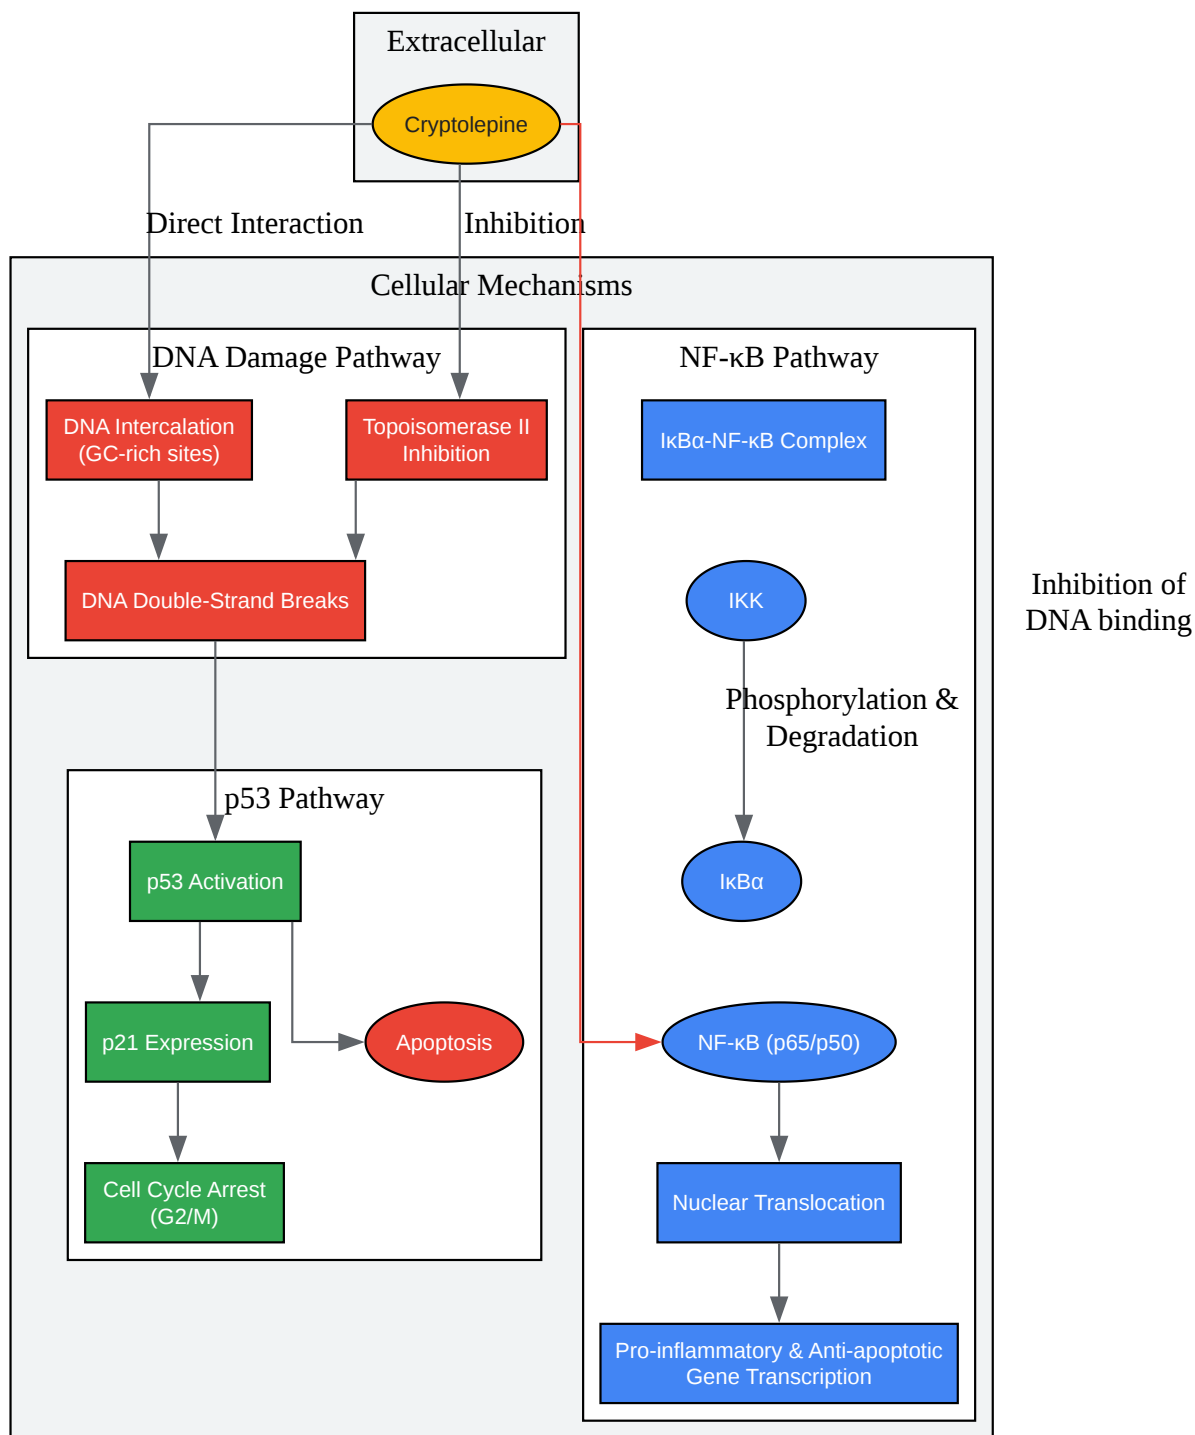 Extracellular
Cryptolepine
Direct Interaction
Inhibition
Cellular Mechanisms
DNA Damage Pathway
DNA Intercalation
(GC-rich sites)
Topoisomerase II
Inhibition
DNA Double-Strand Breaks
p53 Pathway
p53 Activation
p21 Expression
Apoptosis
Cell Cycle Arrest
(G2/M)
NF-κB Pathway
IκBα-NF-κB Complex
IKK
Phosphorylation &
Degradation
IκBα
NF-κB (p65/p50)
Nuclear Translocation
Pro-inflammatory & Anti-apoptotic
Gene Transcription
Inhibition of
DNA binding